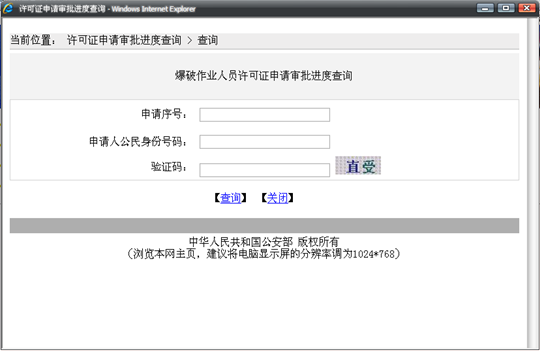 许可证申请审批进度查询 - Windows Internet Explorer
当前位置: 许可证申请审批进度查询 > 查询
爆破作业人员许可证申请审批进度查询
申请序号:
申请人公民身份号码:
验证码: 直受
【查询】 【关闭】
中华人民共和国公安部 版权所有
(浏览本网主页, 建议将电脑显示屏的分辨率调为1024*768)